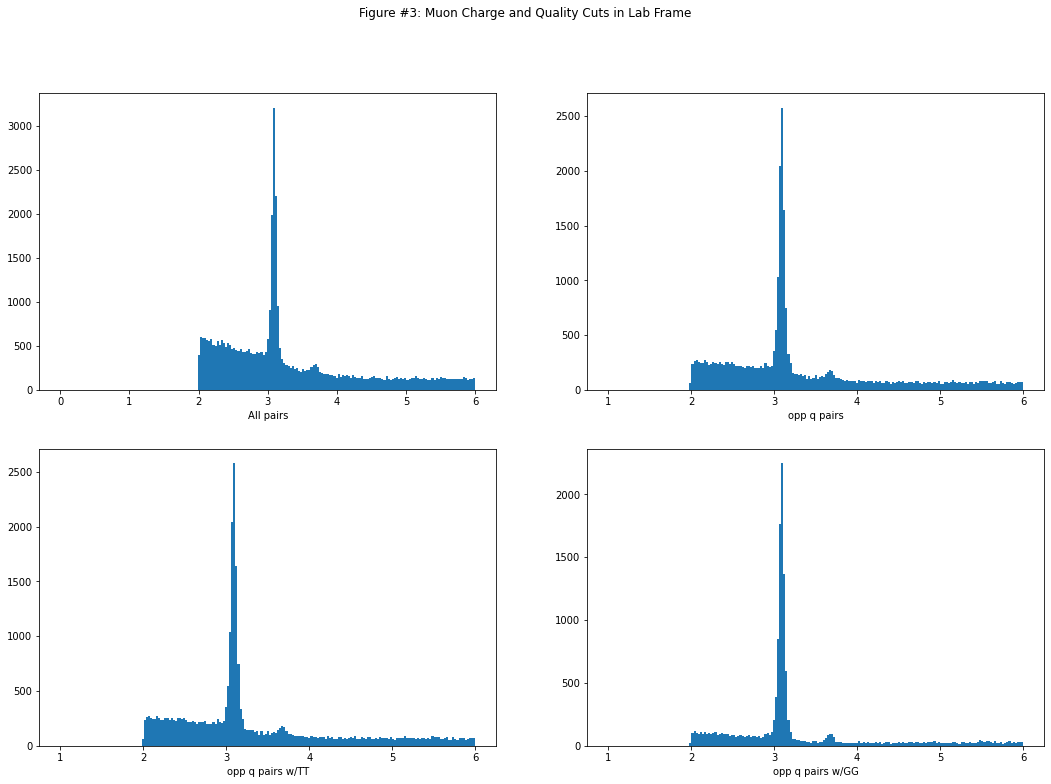 Figure #3: Muon Charge and Quality Cuts in Lab Frame
3000
2500
2000
1500
1000
500
0
0 1 2 3 4 5 6
All pairs
2500
2000
1500
1000
500
0
1 2 3 4 5 6
opp q pairs
2500
2000
1500
1000
500
0
1 2 3 4 5 6
opp q pairs w/TT
2000
1500
1000
500
0
1 2 3 4 5 6
opp q pairs w/GG